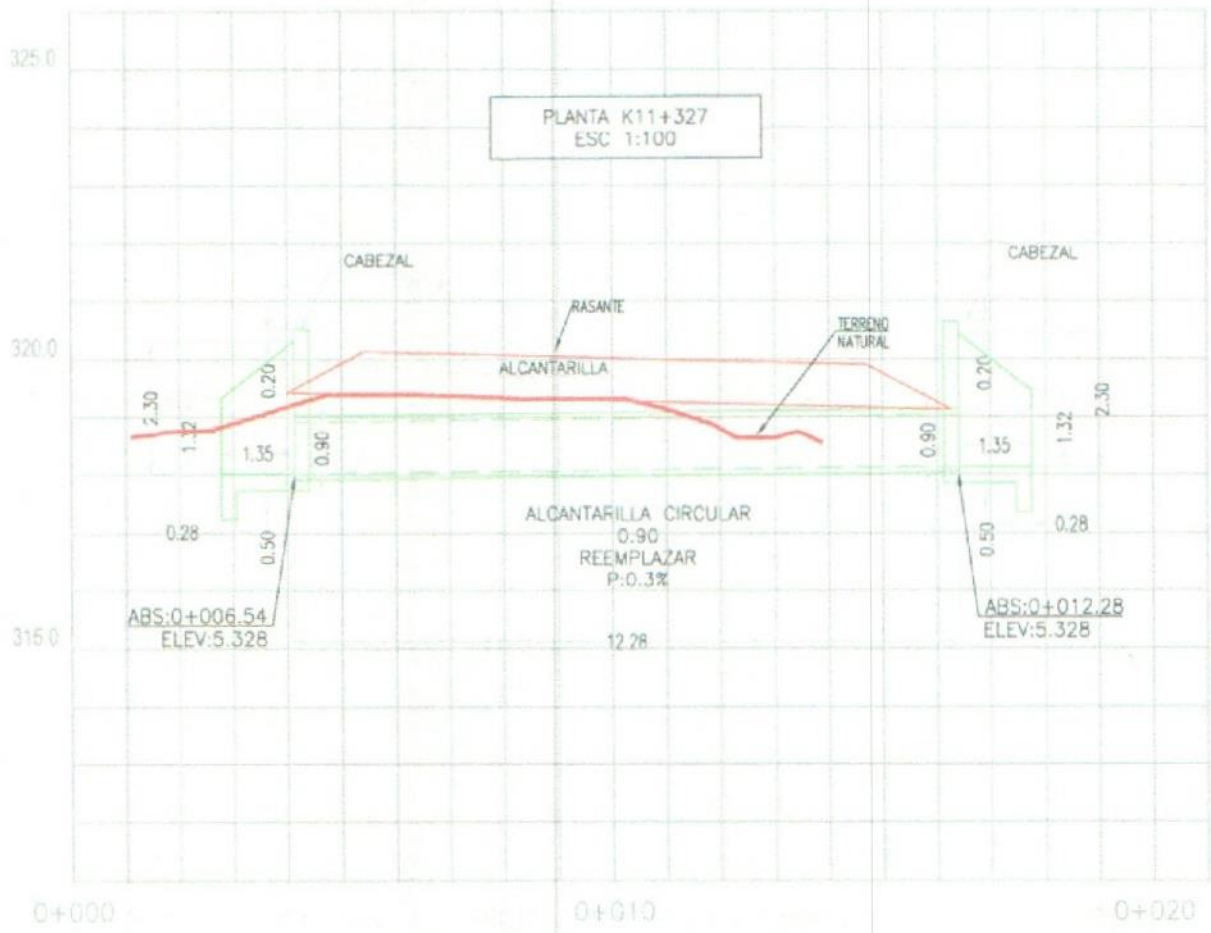 325.0
PLANTA K11+327
ESC 1:100
CABEZAL
CABEZAL
RASANTE
TERRENO
NATURAL
320.0
ALCANTARILLA
0.20
0.20
2.30
1.32
1.35
0.90
0.90
1.35
1.32
2.30
ALCANTARILLA CIRCULAR
0.90
REEMPLAZAR
P:0.3%
0.28
0.50
0.50
0.28
ABS:0+006.54
ELEV:5.328
ABS:0+012.28
ELEV:5.328
315.0
12.28
0+000
0+010
0+020